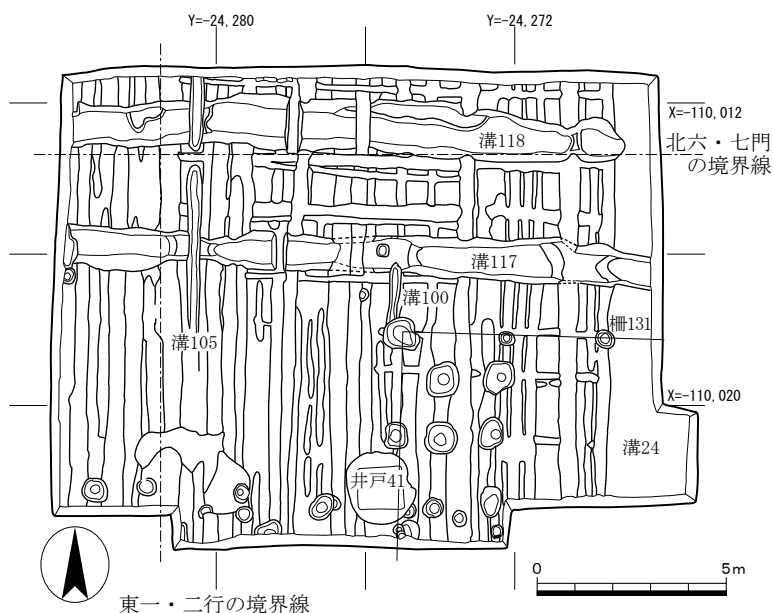 Y=-24,280
Y=-24,272
X=-110,012
溝118
北六・七門
の境界線
溝117
溝100
柵131
溝105
X=-110,020
溝24
井戸41
0
5m
東一・二行の境界線